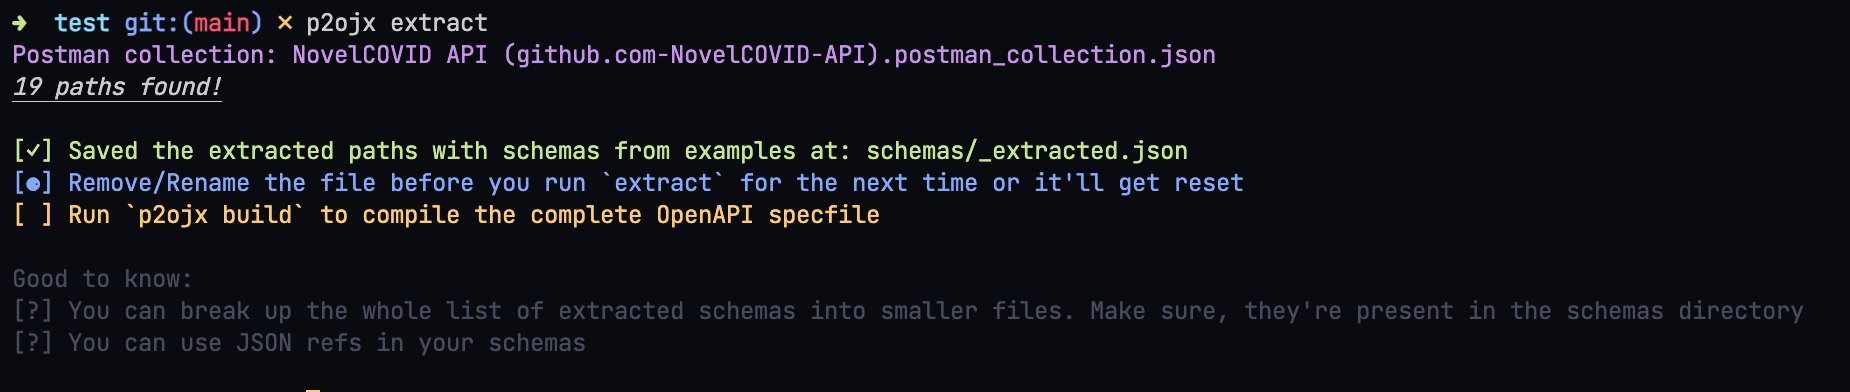 ➜  test git:(main) ✗ p2ojx extract
Postman collection: NovelCOVID API (github.com-NovelCOVID-API).postman_collection.json
19 paths found!
[✓] Saved the extracted paths with schemas from examples at: schemas/_extracted.json
[⚈] Remove/Rename the file before you run `extract` for the next time or it'll get reset
[ ] Run `p2ojx build` to compile the complete OpenAPI specfile
Good to know:
[?] You can break up the whole list of extracted schemas into smaller files. Make sure, they're present in the schemas directory
[?] You can use JSON refs in your schemas